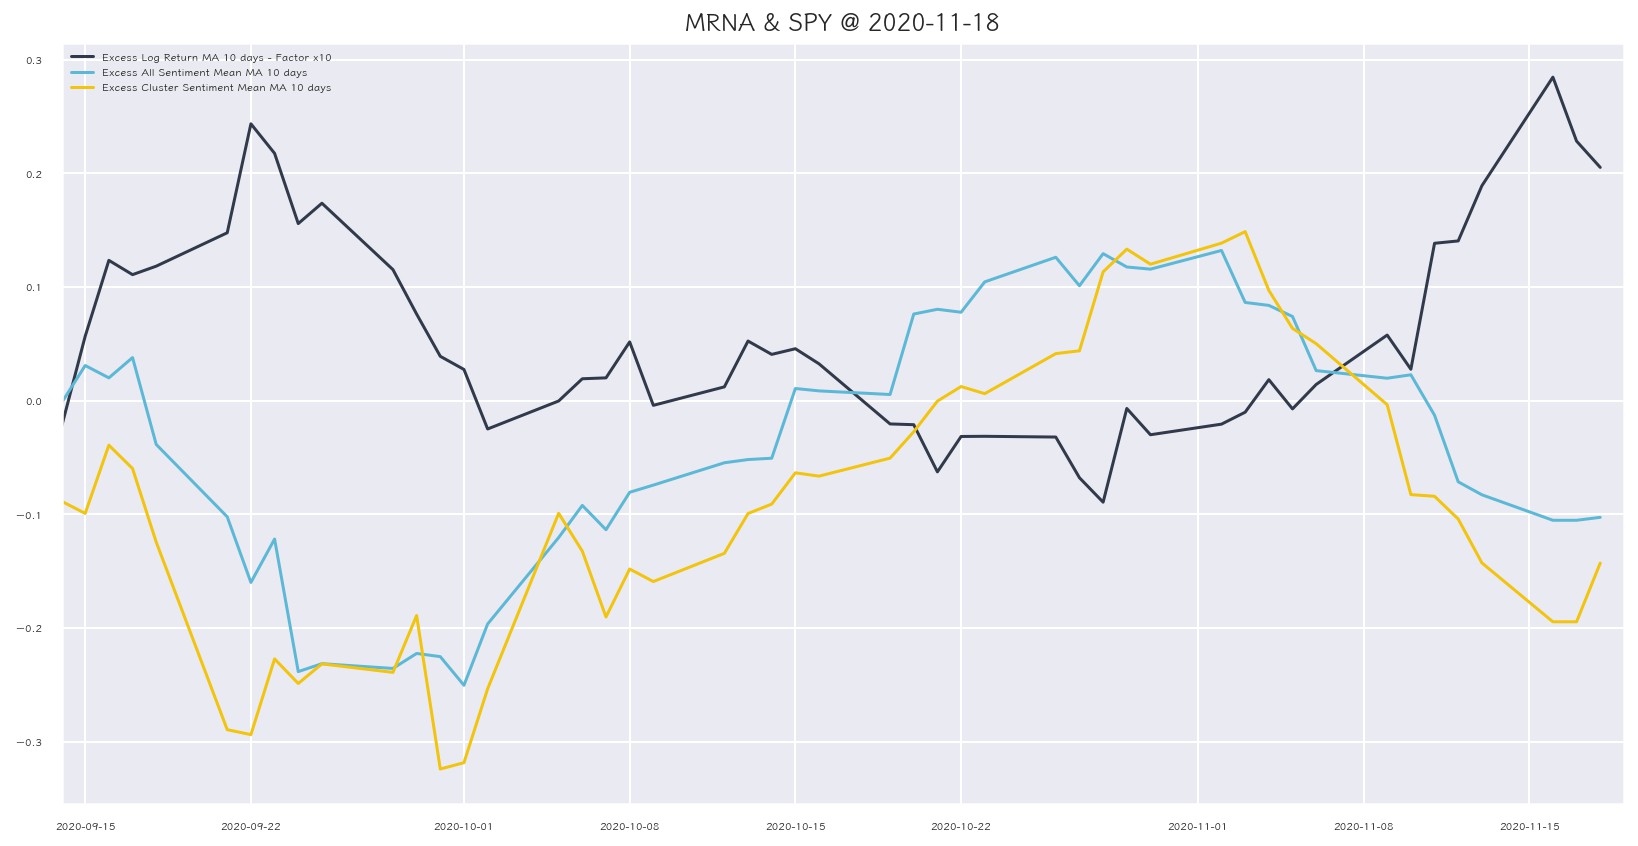 MRNA & SPY @ 2020-11-18
Excess Log Return MA 10 days - Factor x10
Excess All Sentiment Mean MA 10 days
Excess Cluster Sentiment Mean MA 10 days
0.3
0.2
0.1
0.0
−0.1
−0.2
−0.3
2020-09-15 2020-09-22 2020-10-01 2020-10-08 2020-10-15 2020-10-22 2020-11-01 2020-11-08 2020-11-15